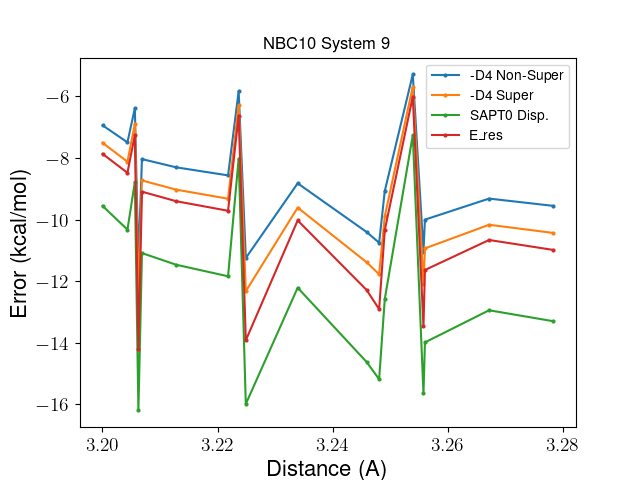 NBC10 System 9
-D4 Non-Super
-D4 Super
SAPT0 Disp.
E_res
Error (kcal/mol)
−6
−8
−10
−12
−14
−16
3.20 3.22 3.24 3.26 3.28
Distance (A)